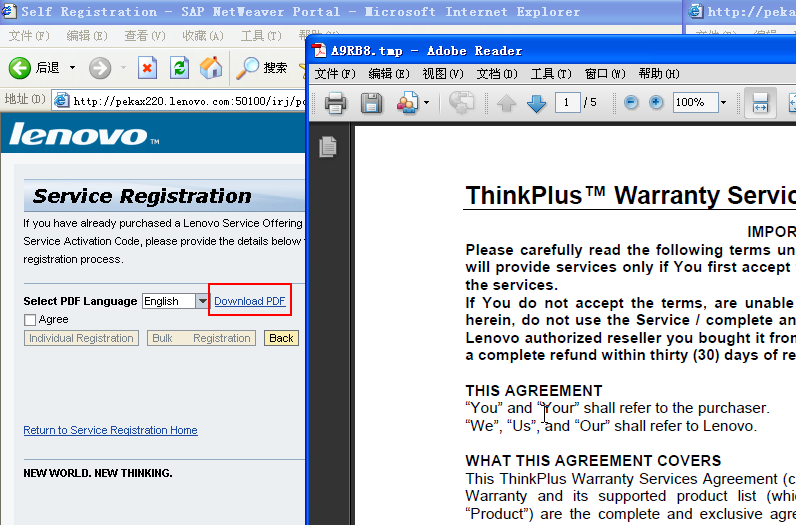 Self Registration - SAP NetWeaver Portal - Microsoft Internet Explorer
http://peka
文件(F) 编辑(E) 查看(V) 收藏(A) 工具(T)
后退 搜索
地址(D) http://pekax220.lenovo.com:50100/irj/po
lenovo TM
Service Registration
If you have already purchased a Lenovo Service Offering
Service Activation Code, please provide the details below
registration process.
Select PDF Language English Download PDF
Agree
Individual Registration Bulk Registration Back
Return to Service Registration Home
NEW WORLD. NEW THINKING.
A9RB8.tmp - Adobe Reader
文件(F) 编辑(E) 视图(V) 文档(D) 工具(T) 窗口(W) 帮助(H)
1 / 5 100%
ThinkPlus™ Warranty Servic
IMPOR
Please carefully read the following terms un
will provide services only if You first accept
the services.
If You do not accept the terms, are unable
herein, do not use the Service / complete an
Lenovo authorized reseller you bought it from
a complete refund within thirty (30) days of re
THIS AGREEMENT
“You” and “Your” shall refer to the purchaser.
“We”, “Us”, and “Our” shall refer to Lenovo.
WHAT THIS AGREEMENT COVERS
This ThinkPlus Warranty Services Agreement (c
Warranty and its supported product list (whic
“Product”) are the complete and exclusive agre